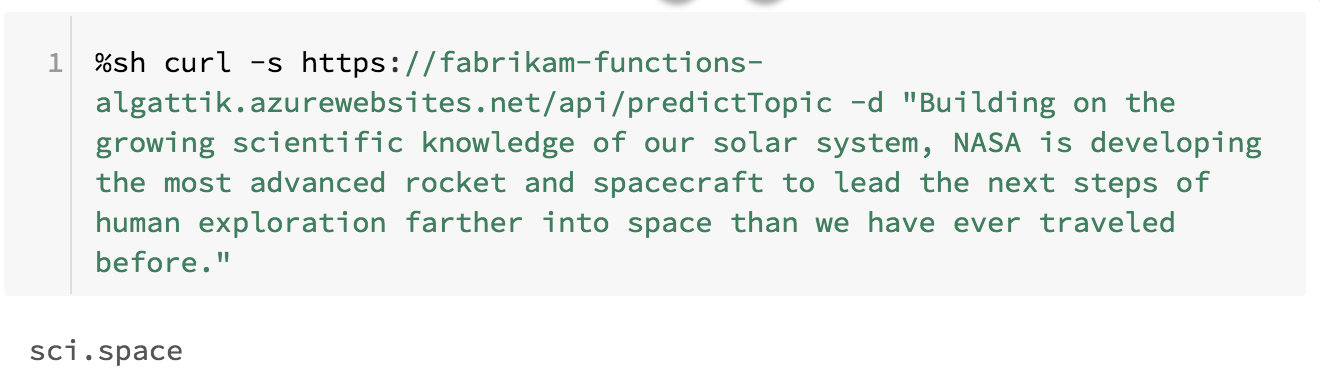 1 %sh curl -s https://fabrikam-functions-
algattik.azurewebsites.net/api/predictTopic -d "Building on the
growing scientific knowledge of our solar system, NASA is developing
the most advanced rocket and spacecraft to lead the next steps of
human exploration farther into space than we have ever traveled
before."
sci.space